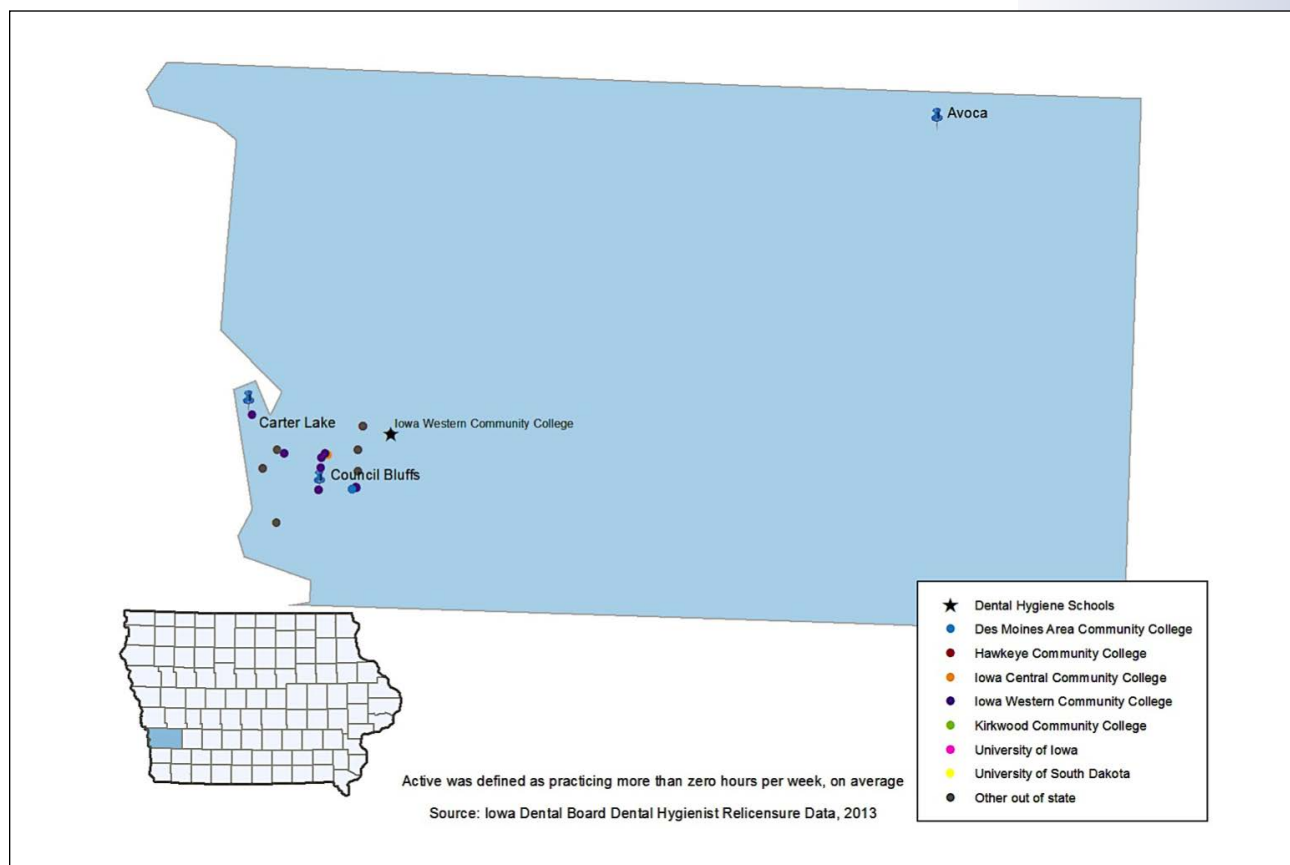 Avoca
Carter Lake
Iowa Western Community College
Council Bluffs
Dental Hygiene Schools
Des Moines Area Community College
Hawkeye Community College
Iowa Central Community College
Iowa Western Community College
Kirkwood Community College
University of Iowa
University of South Dakota
Other out of state
Active was defined as practicing more than zero hours per week, on average
Source: Iowa Dental Board Dental Hygienist Relicensure Data, 2013